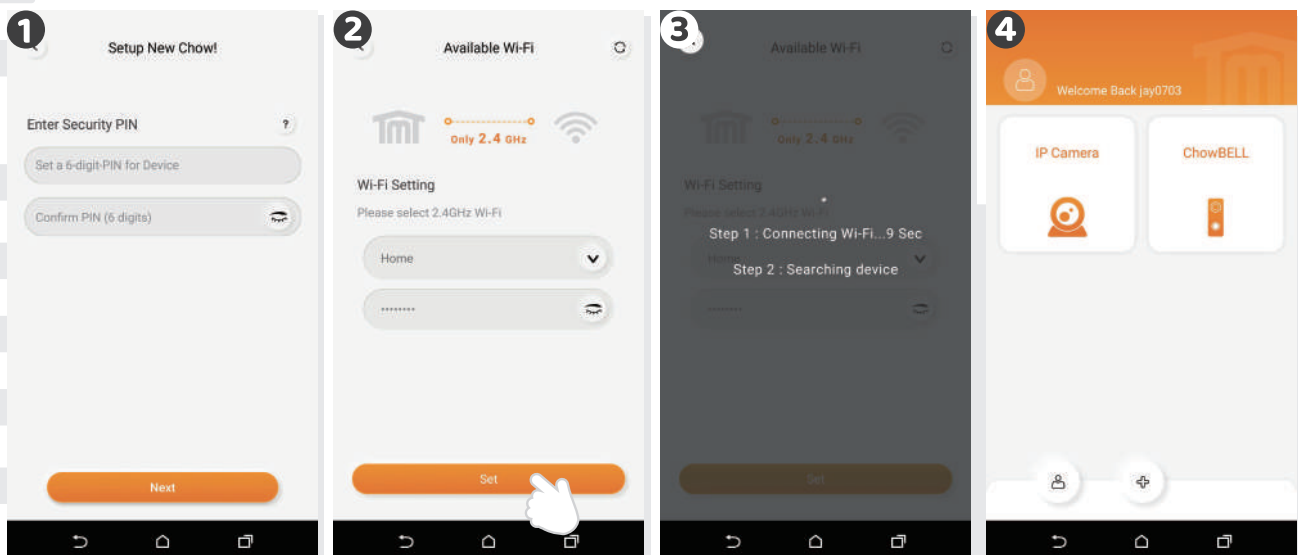 1
Setup New Chow!
Enter Security PIN
?
Set a 6-digit-PIN for Device
Confirm PIN (6 digits)
Next
2
Available Wi-Fi
Only 2.4 GHz
Wi-Fi Setting
Please select 2.4GHz Wi-Fi
Home
········
Set
3
Available Wi-Fi
Only 2.4 GHz
Wi-Fi Setting
Please select 2.4GHz Wi-Fi
Step 1 : Connecting Wi-Fi...9 Sec
Home
Step 2 : Searching device
········
Set
4
Welcome Back jay0703
IP Camera
ChowBELL